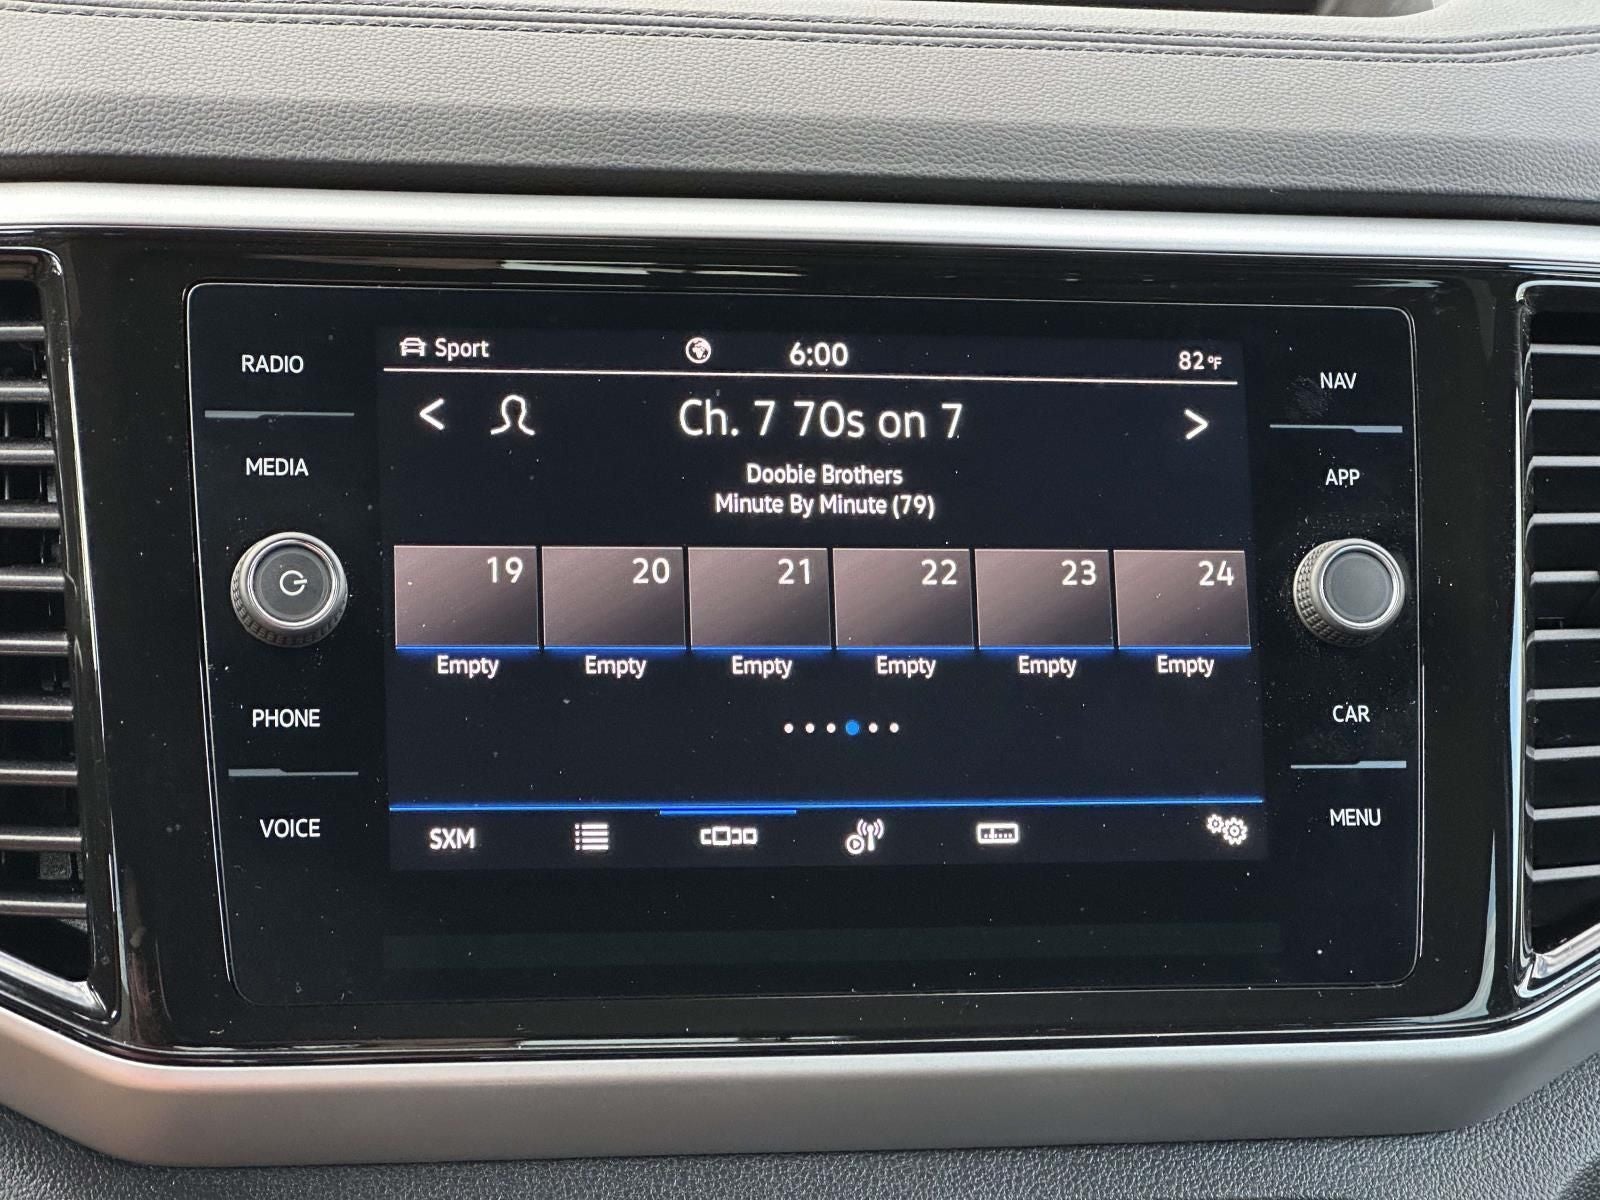 RADIO
MEDIA
PHONE
VOICE
Sport 6:00 82°F
Ch. 7 70s on 7
Doobie Brothers
Minute By Minute (79)
19 20 21 22 23 24
Empty Empty Empty Empty Empty Empty
SXM
NAV
APP
CAR
MENU